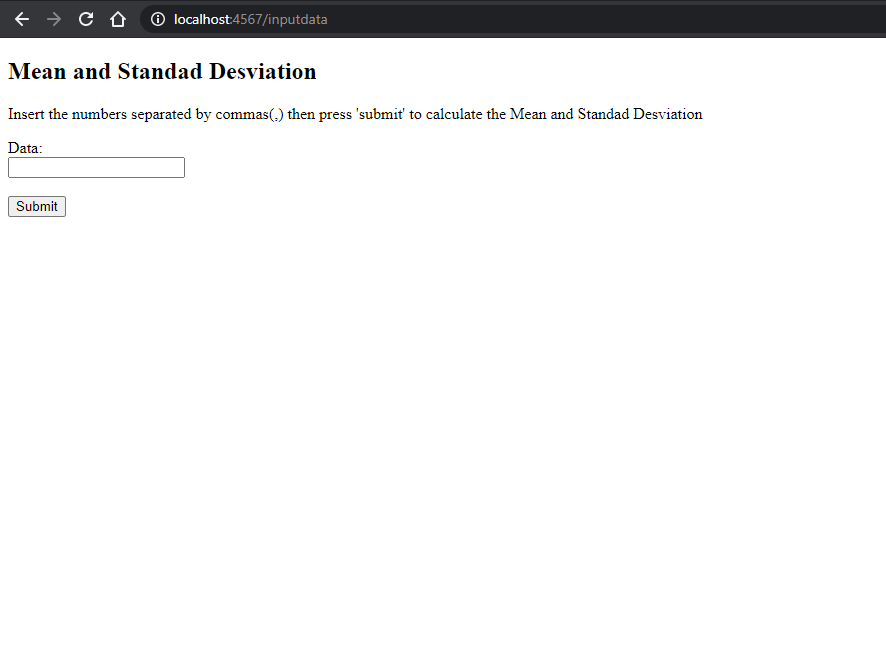 localhost:4567/inputdata
Mean and Standad Desviation
Insert the numbers separated by commas(,) then press 'submit' to calculate the Mean and Standad Desviation
Data:
Submit